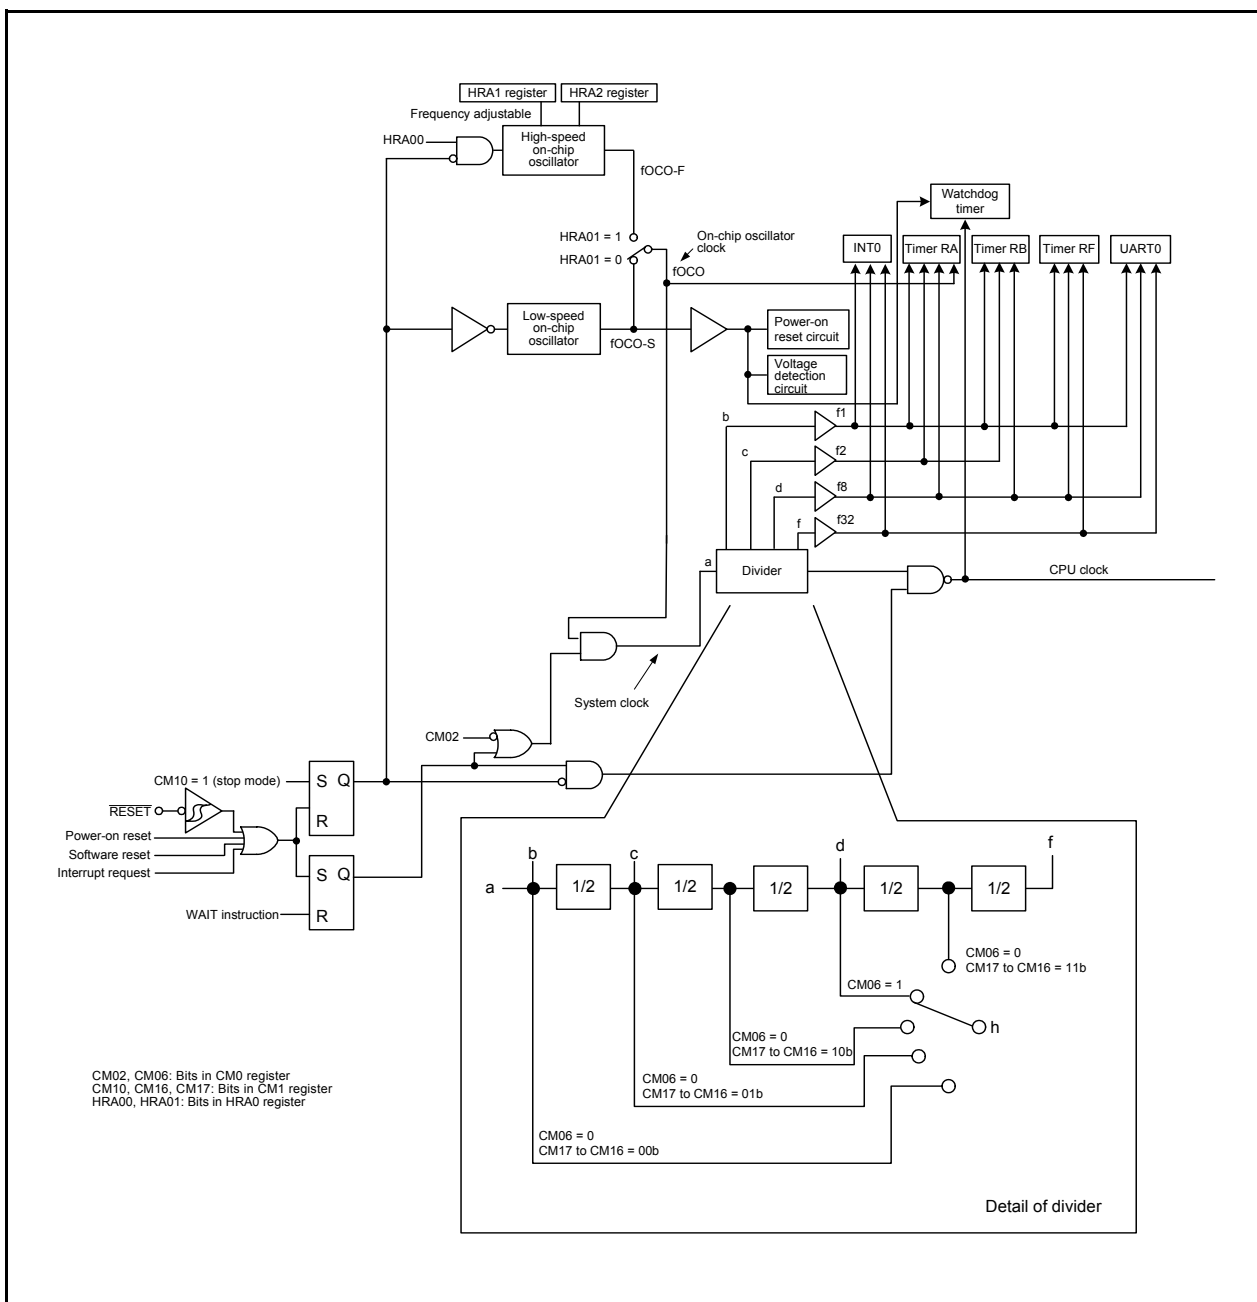 HRA1 register
HRA2 register
Frequency adjustable
HRA00
High-speed
on-chip
oscillator
fOCO-F
Watchdog
timer
HRA01 = 1
On-chip oscillator
clock
HRA01 = 0
fOCO
INT0
Timer RA
Timer RB
Timer RF
UART0
Low-speed
on-chip
oscillator
fOCO-S
Power-on
reset circuit
Voltage
detection
circuit
b
f1
c
f2
d
f8
f
f32
a
Divider
CPU clock
System clock
CM02
CM10 = 1 (stop mode)
S Q
R
RESET
Power-on reset
Software reset
Interrupt request
S Q
R
WAIT instruction
b
c
d
f
a
1/2
1/2
1/2
1/2
1/2
CM06 = 0
CM17 to CM16 = 11b
CM06 = 1
h
CM06 = 0
CM17 to CM16 = 10b
CM06 = 0
CM17 to CM16 = 01b
CM06 = 0
CM17 to CM16 = 00b
CM02, CM06: Bits in CM0 register
CM10, CM16, CM17: Bits in CM1 register
HRA00, HRA01: Bits in HRA0 register
Detail of divider